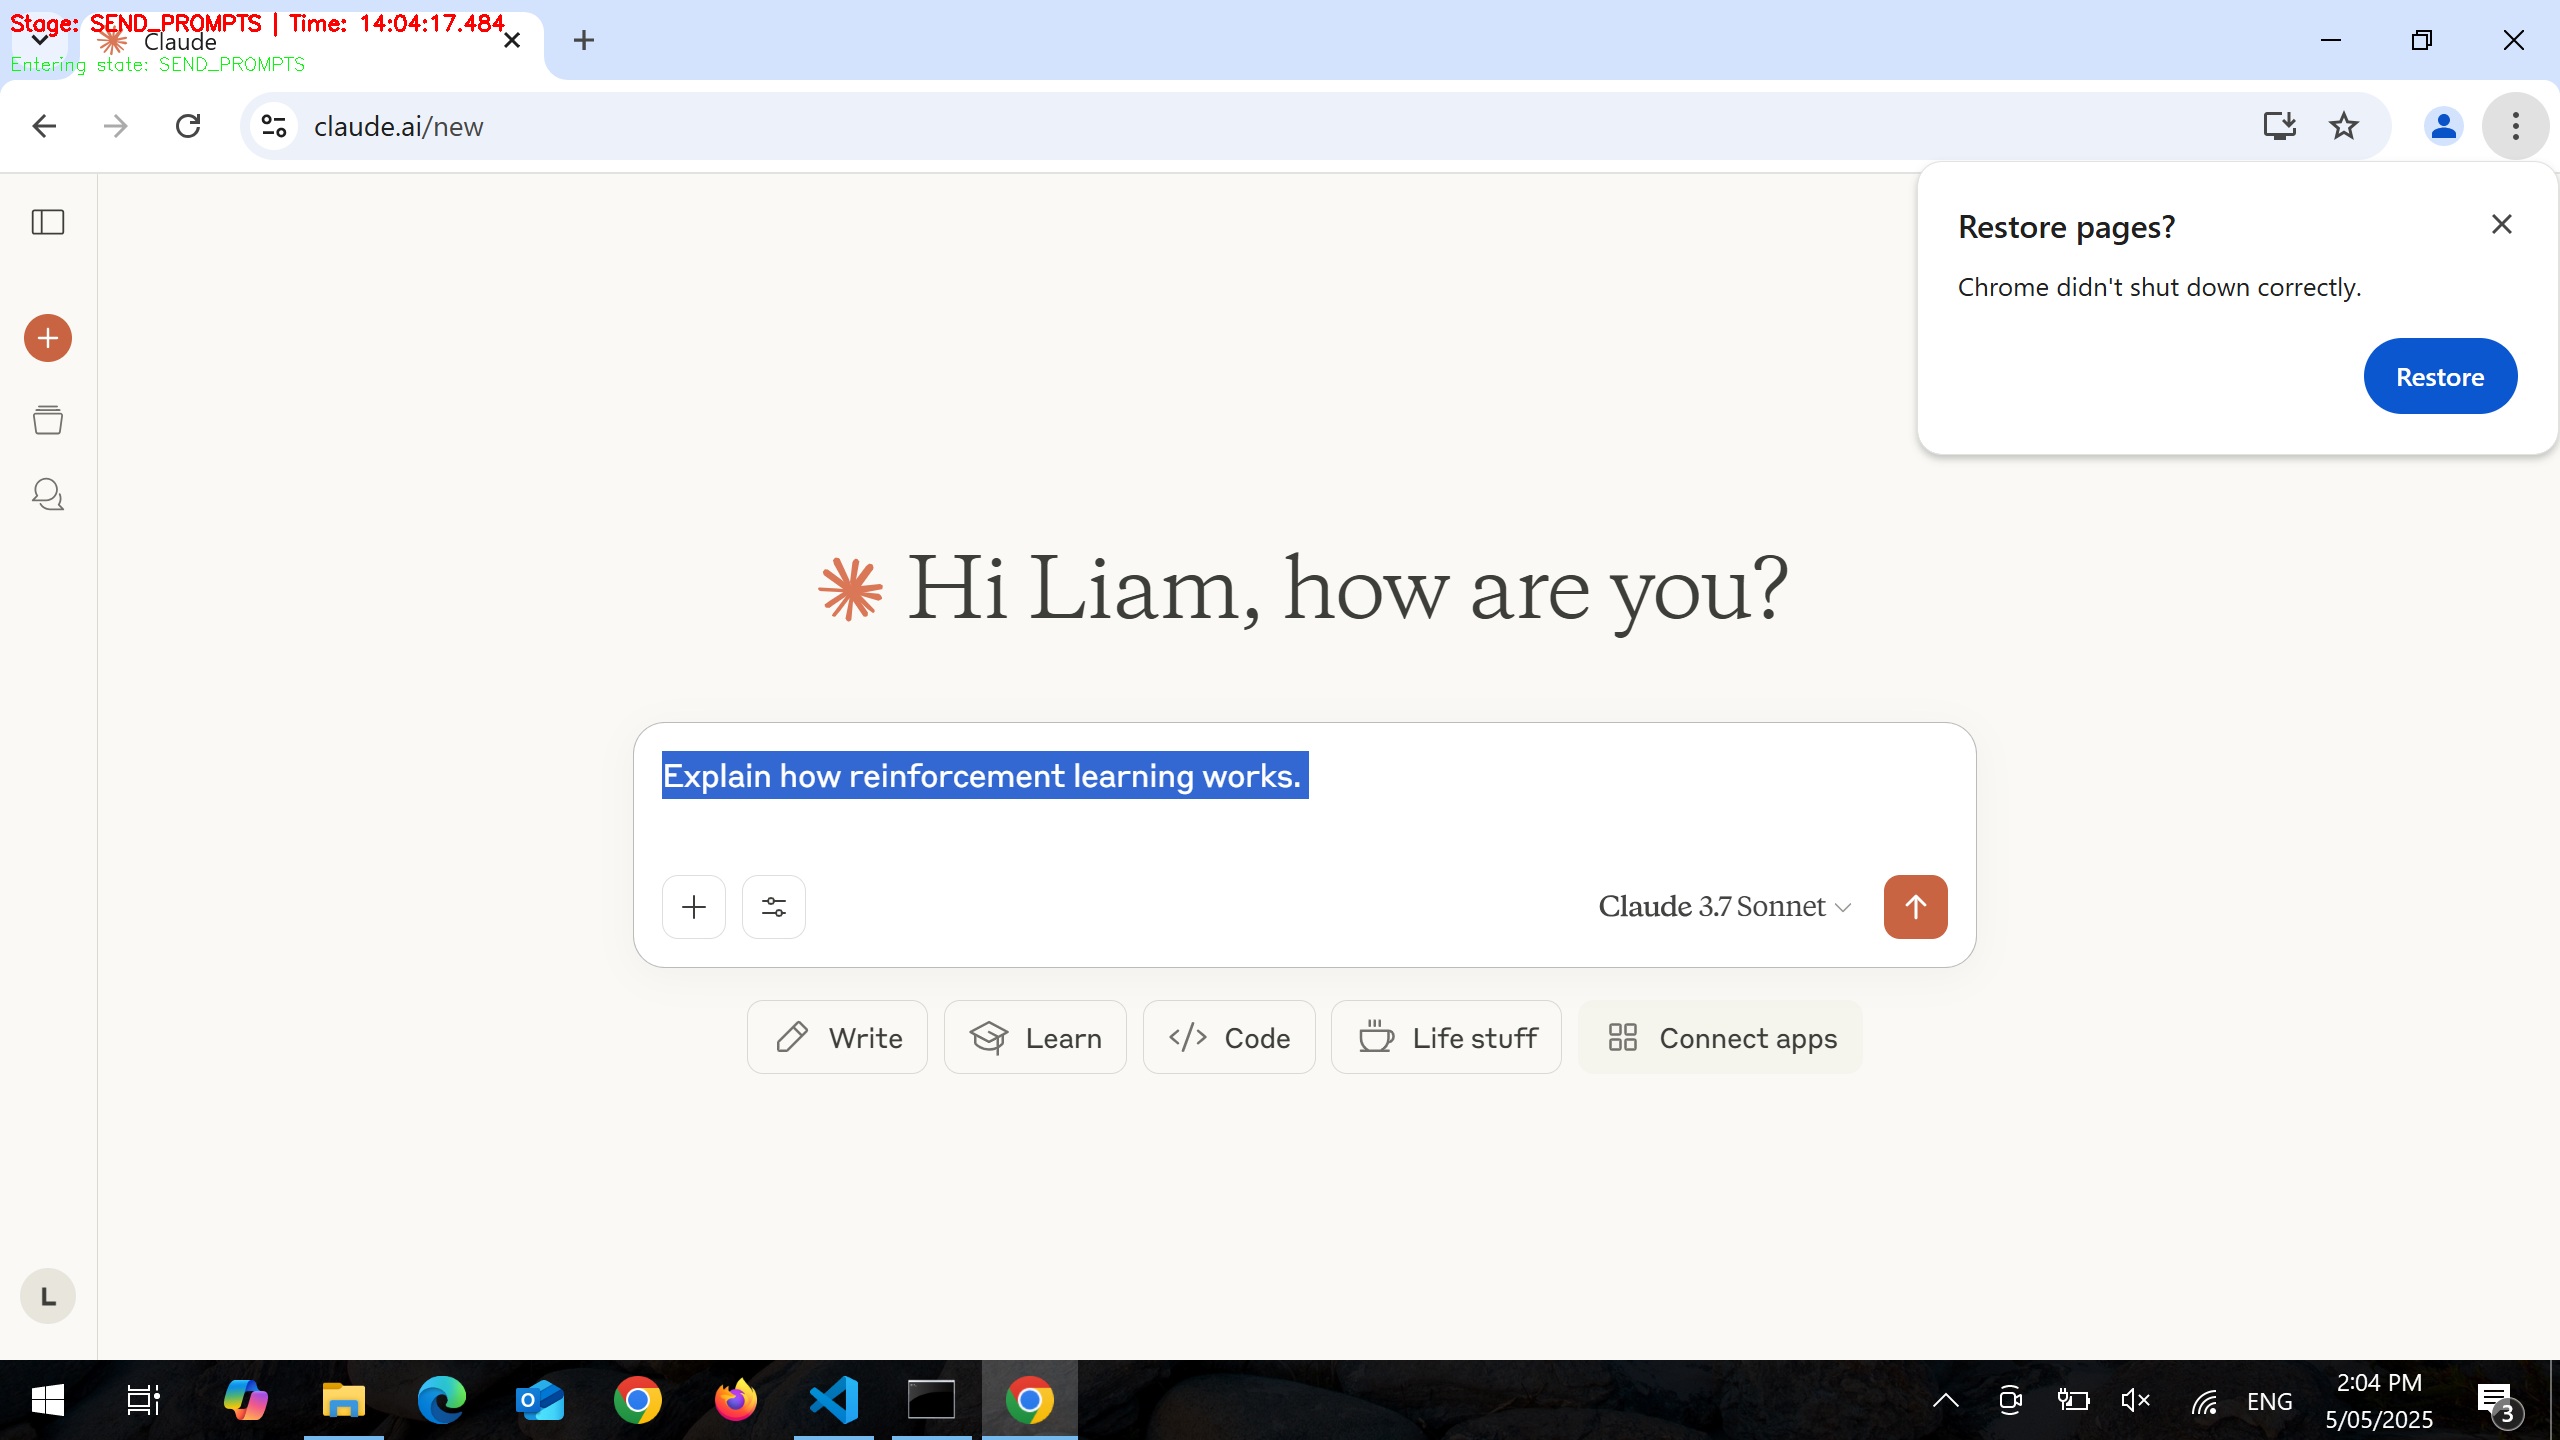 Stage: SEND_PROMPTS | Time: 14:04:17.484
Claude
Entering state: SEND_PROMPTS
claude.ai/new
Restore pages?
Chrome didn't shut down correctly.
Restore
Hi Liam, how are you?
Explain how reinforcement learning works.
Claude 3.7 Sonnet
Write
Learn
Code
Life stuff
Connect apps
L
ENG
2:04 PM
5/05/2025
3